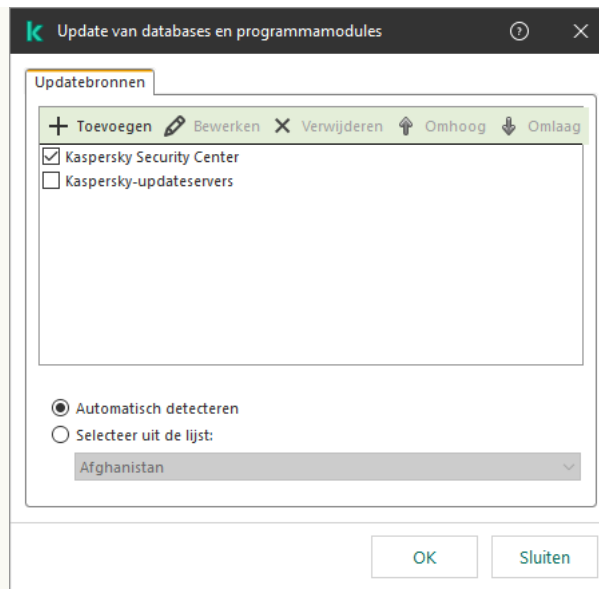 Update van databases en programmamodules
Updatebronnen
Toevoegen Bewerken Verwijderen Omhoog Omlaag
Kaspersky Security Center
Kaspersky-updateservers
Automatisch detecteren
Selecteer uit de lijst:
Afghanistan
OK Sluiten